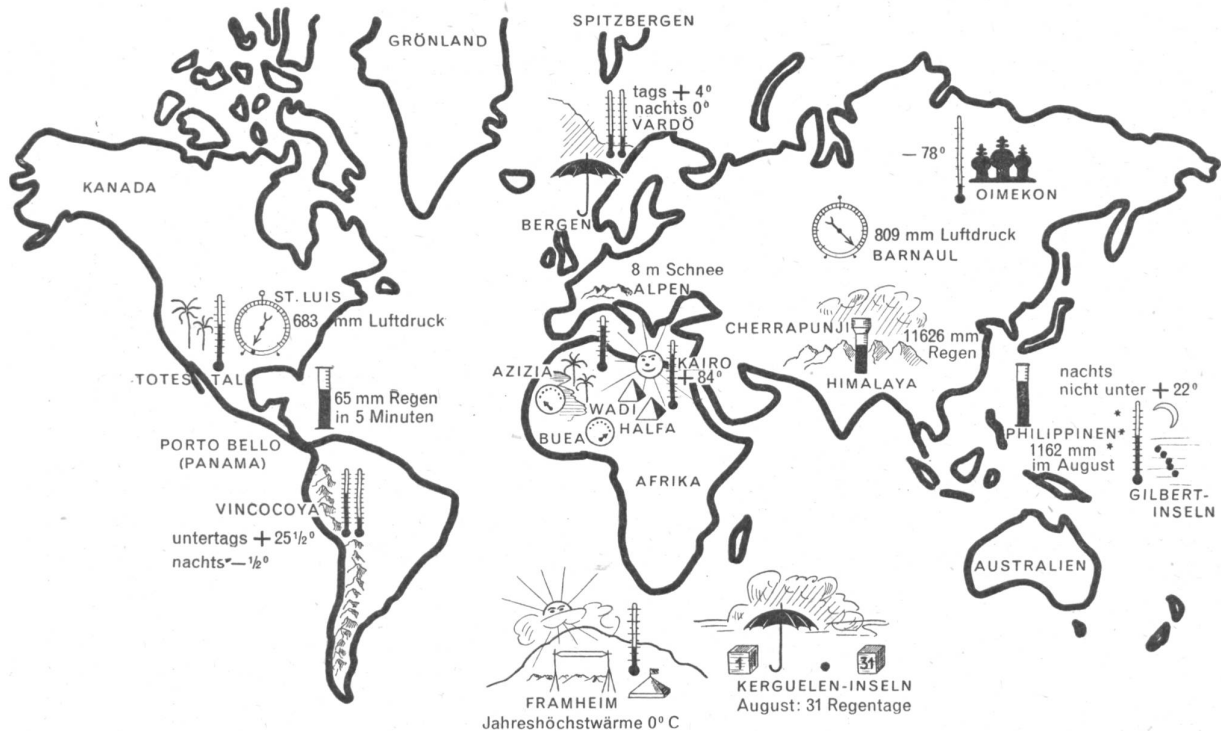 SPITZBERGEN
GRÖNLAND
tags + 4°
nachts 0°
VARDÖ
KANADA
— 78°
OIMEKON
BERGEN
809 mm Luftdruck
BARNAUL
8 m Schnee
ALPEN
ST. LUIS
683 mm Luftdruck
CHERRAPUNJI
11626 mm
Regen
HIMALAYA
TOTES TAL
AZIZIA
KAIRO
+ 84°
WADI
HALFA
BUEA
65 mm Regen
in 5 Minuten
PORTO BELLO
(PANAMA)
nachts
nicht unter + 22°
PHILIPPINEN
1162 mm
im August
GILBERT-
INSELN
AFRIKA
VINCOCOYA
untertags + 25½°
nachts — ½°
AUSTRALIEN
1
31
FRAMHEIM
Jahreshöchstwärme 0° C
KERGUELEN-INSELN
August: 31 Regentage